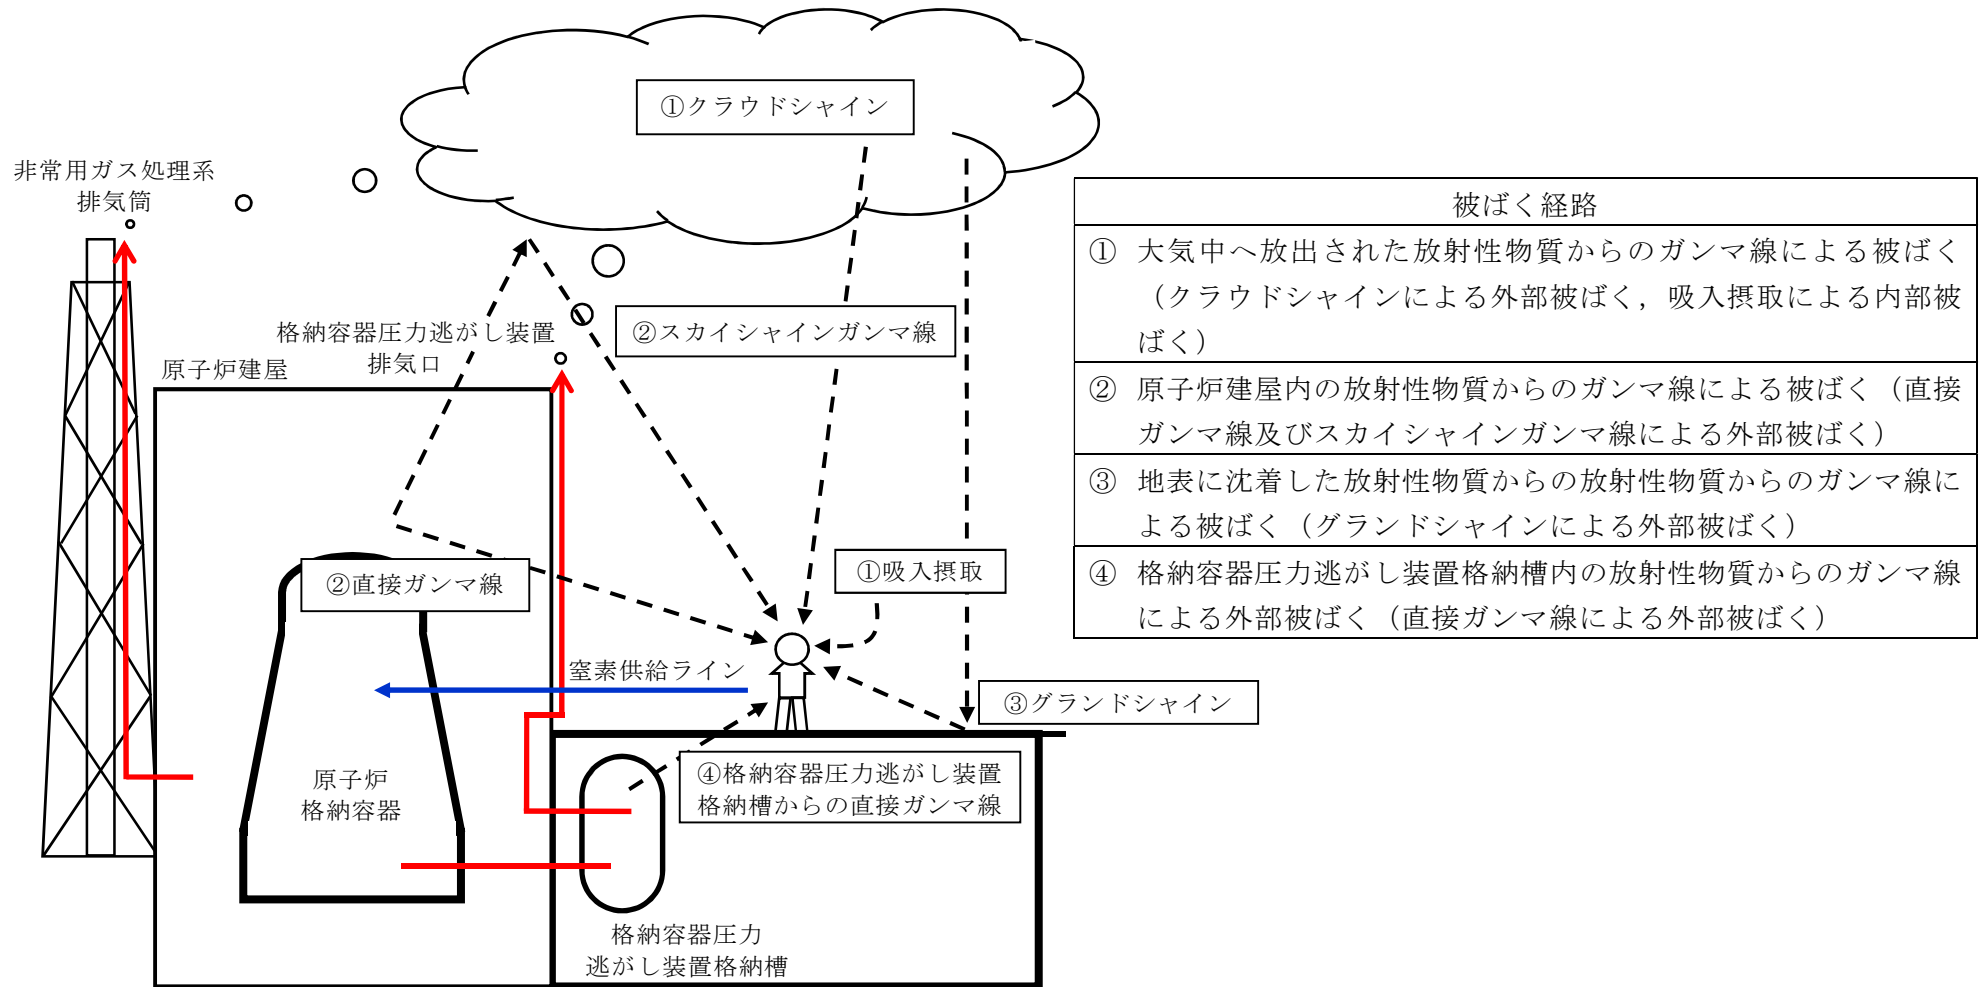 ①クラウドシャイン
非常用ガス処理系
排気筒
②スカイシャインガンマ線
格納容器圧力逃がし装置
排気口
原子炉建屋
①吸入摂取
②直接ガンマ線
窒素供給ライン
③グランドシャイン
④格納容器圧力逃がし装置
格納槽からの直接ガンマ線
原子炉
格納容器
格納容器圧力
逃がし装置格納槽
被ばく経路
① 大気中へ放出された放射性物質からのガンマ線による被ばく
（クラウドシャインによる外部被ばく，吸入摂取による内部被
ばく）
② 原子炉建屋内の放射性物質からのガンマ線による被ばく（直接
ガンマ線及びスカイシャインガンマ線による外部被ばく）
③ 地表に沈着した放射性物質からの放射性物質からのガンマ線に
よる被ばく（グランドシャインによる外部被ばく）
④ 格納容器圧力逃がし装置格納槽内の放射性物質からのガンマ線
による外部被ばく（直接ガンマ線による外部被ばく）